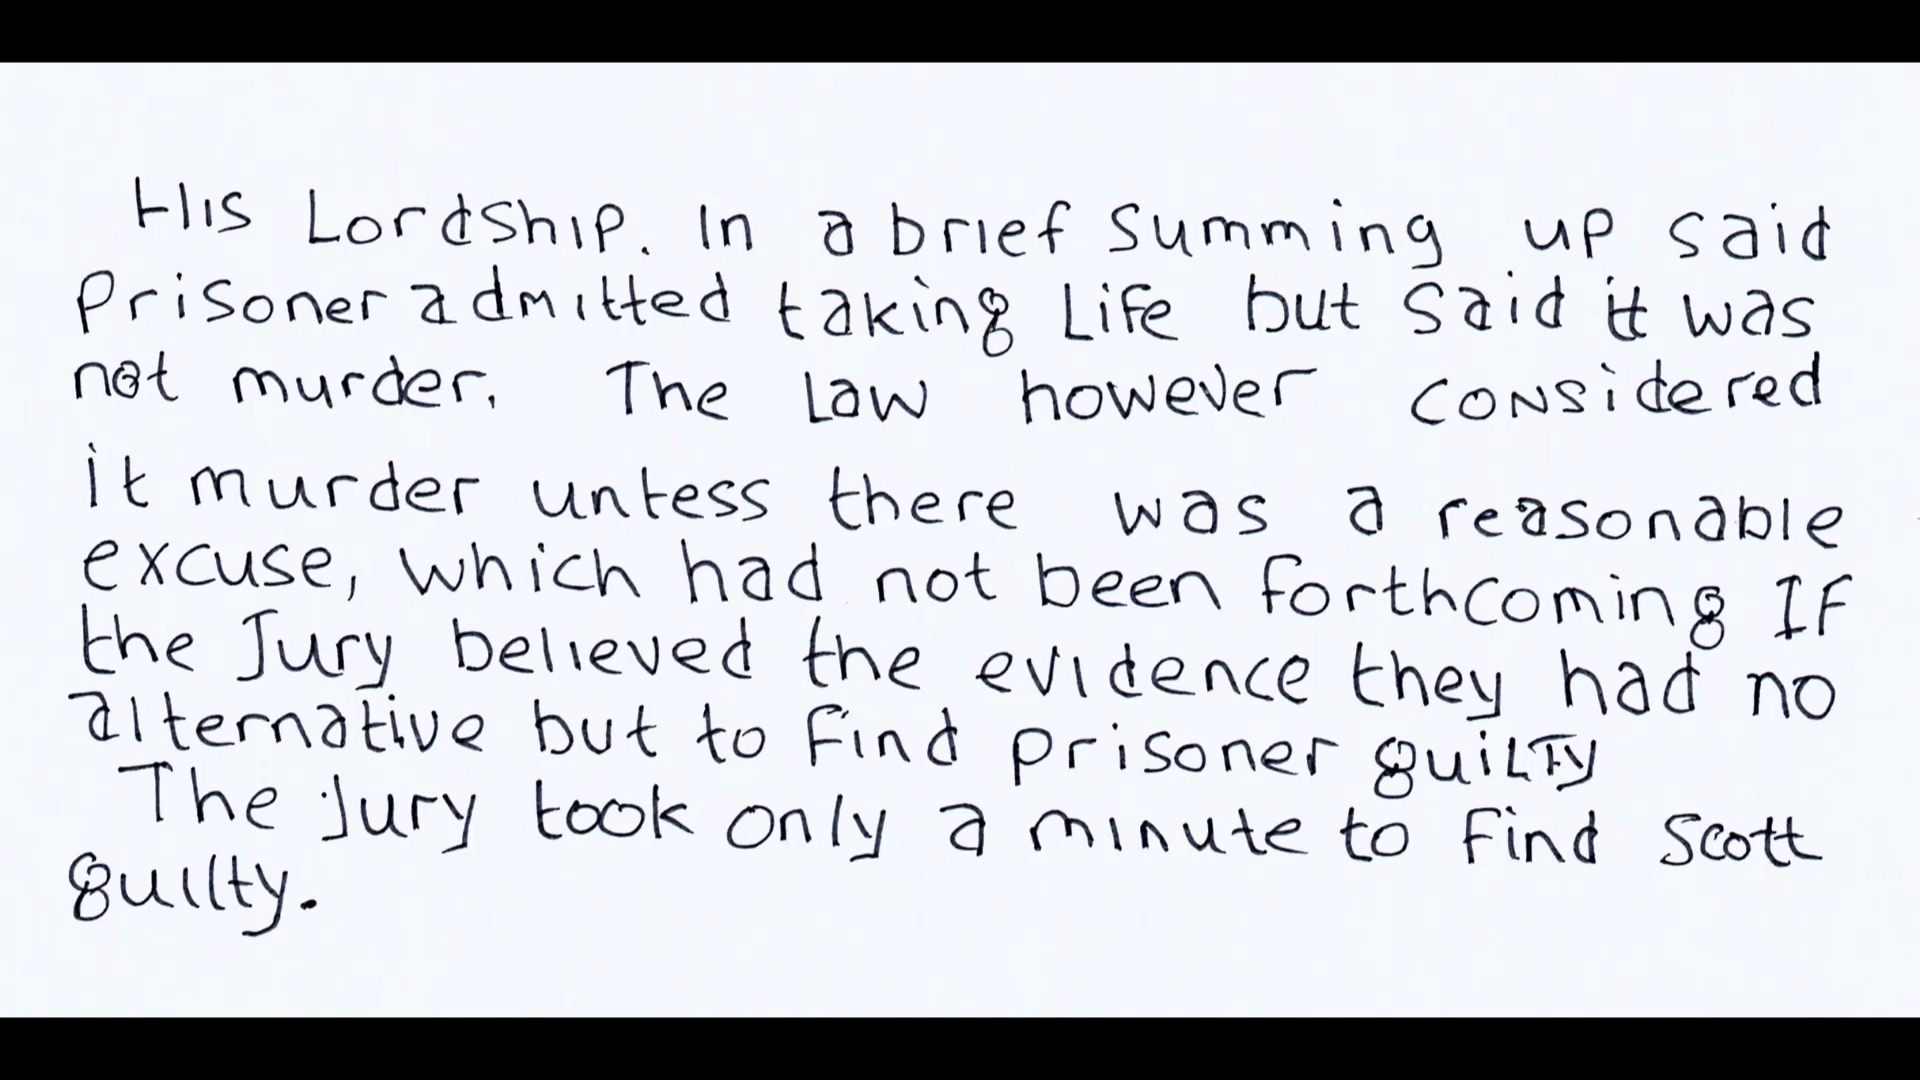 His Lordship. In a brief summing up said
Prisoner admitted taking Life but said it was
not murder. The Law however considered
it murder untess there was a reasonable
excuse, which had not been forthcoming If
the Jury believed the evidence they had no
alternative but to find prisoner guilty
The jury took only a minute to find Scott
guilty.